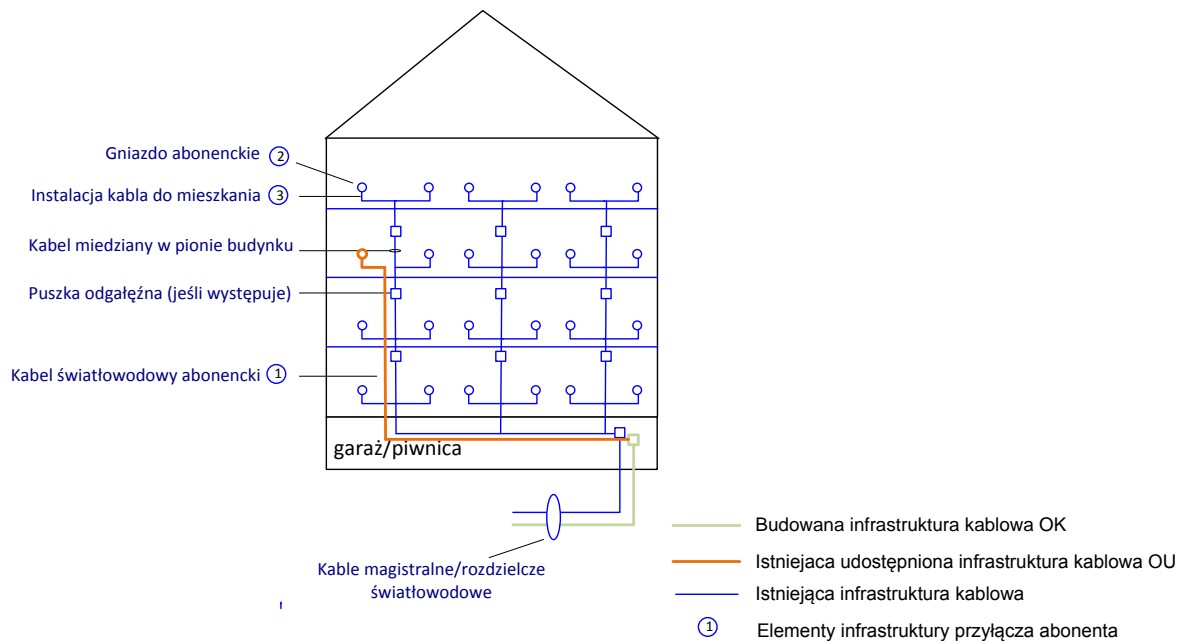 Gniazdo abonenckie 2
Instalacja kabla do mieszkania 3
Kabel miedziany w pionie budynku
Puszka odgałęźna (jeśli występuje)
Kabel światłowodowy abonencki 1
garaż/piwnica
Kable magistralne/rozdzielcze
światłowodowe
Budowana infrastruktura kablowa OK
Istniejaca udostępniona infrastruktura kablowa OU
Istniejąca infrastruktura kablowa
1 Elementy infrastruktury przyłącza abonenta